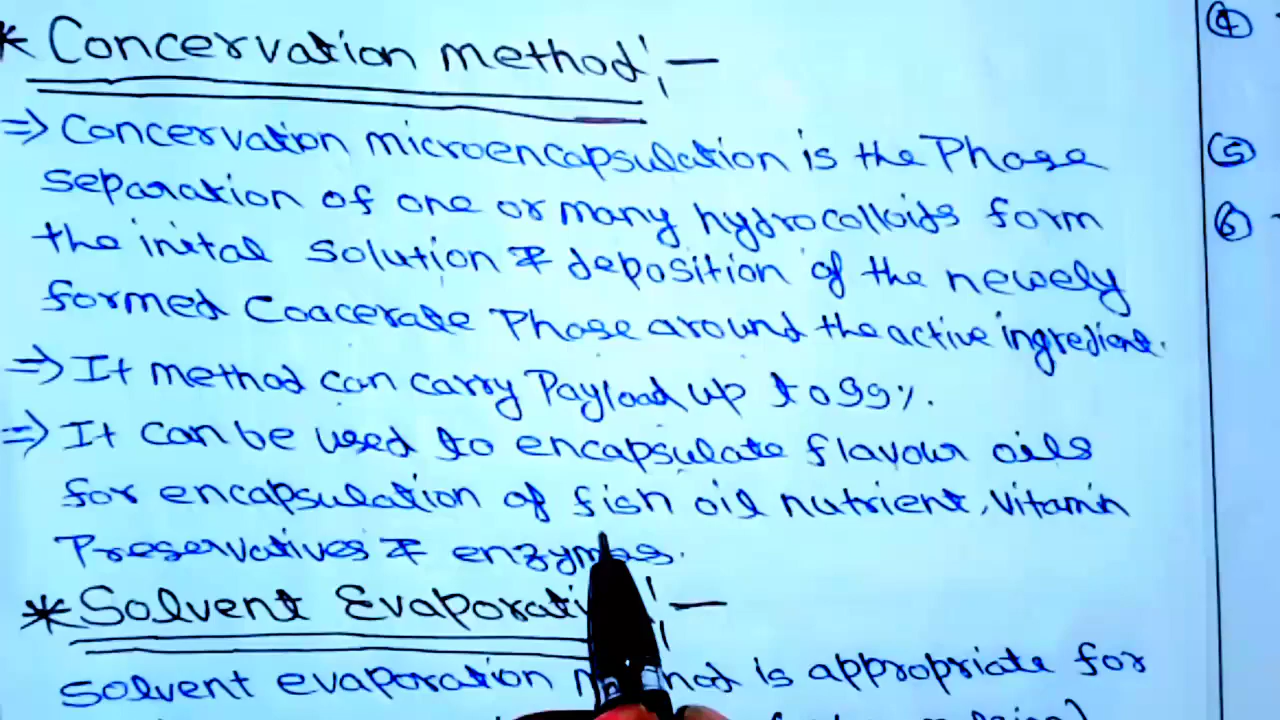 * Concervation method :-
⇒ Concervation microencapsulation is the Phase
separation of one or many hydrocolloids form
the inital solution & deposition of the newely
formed Coacerate Phase around the active ingredient.
⇒ It method can carry Payload up to 99%.
⇒ It can be used to encapsulate flavour oils
for encapsulation of fish oil nutrient, Vitamin
Preservatives & enzymes.
* Solvent Evaporati :-
solvent evaporation is appropriate for
④
⑤
⑥